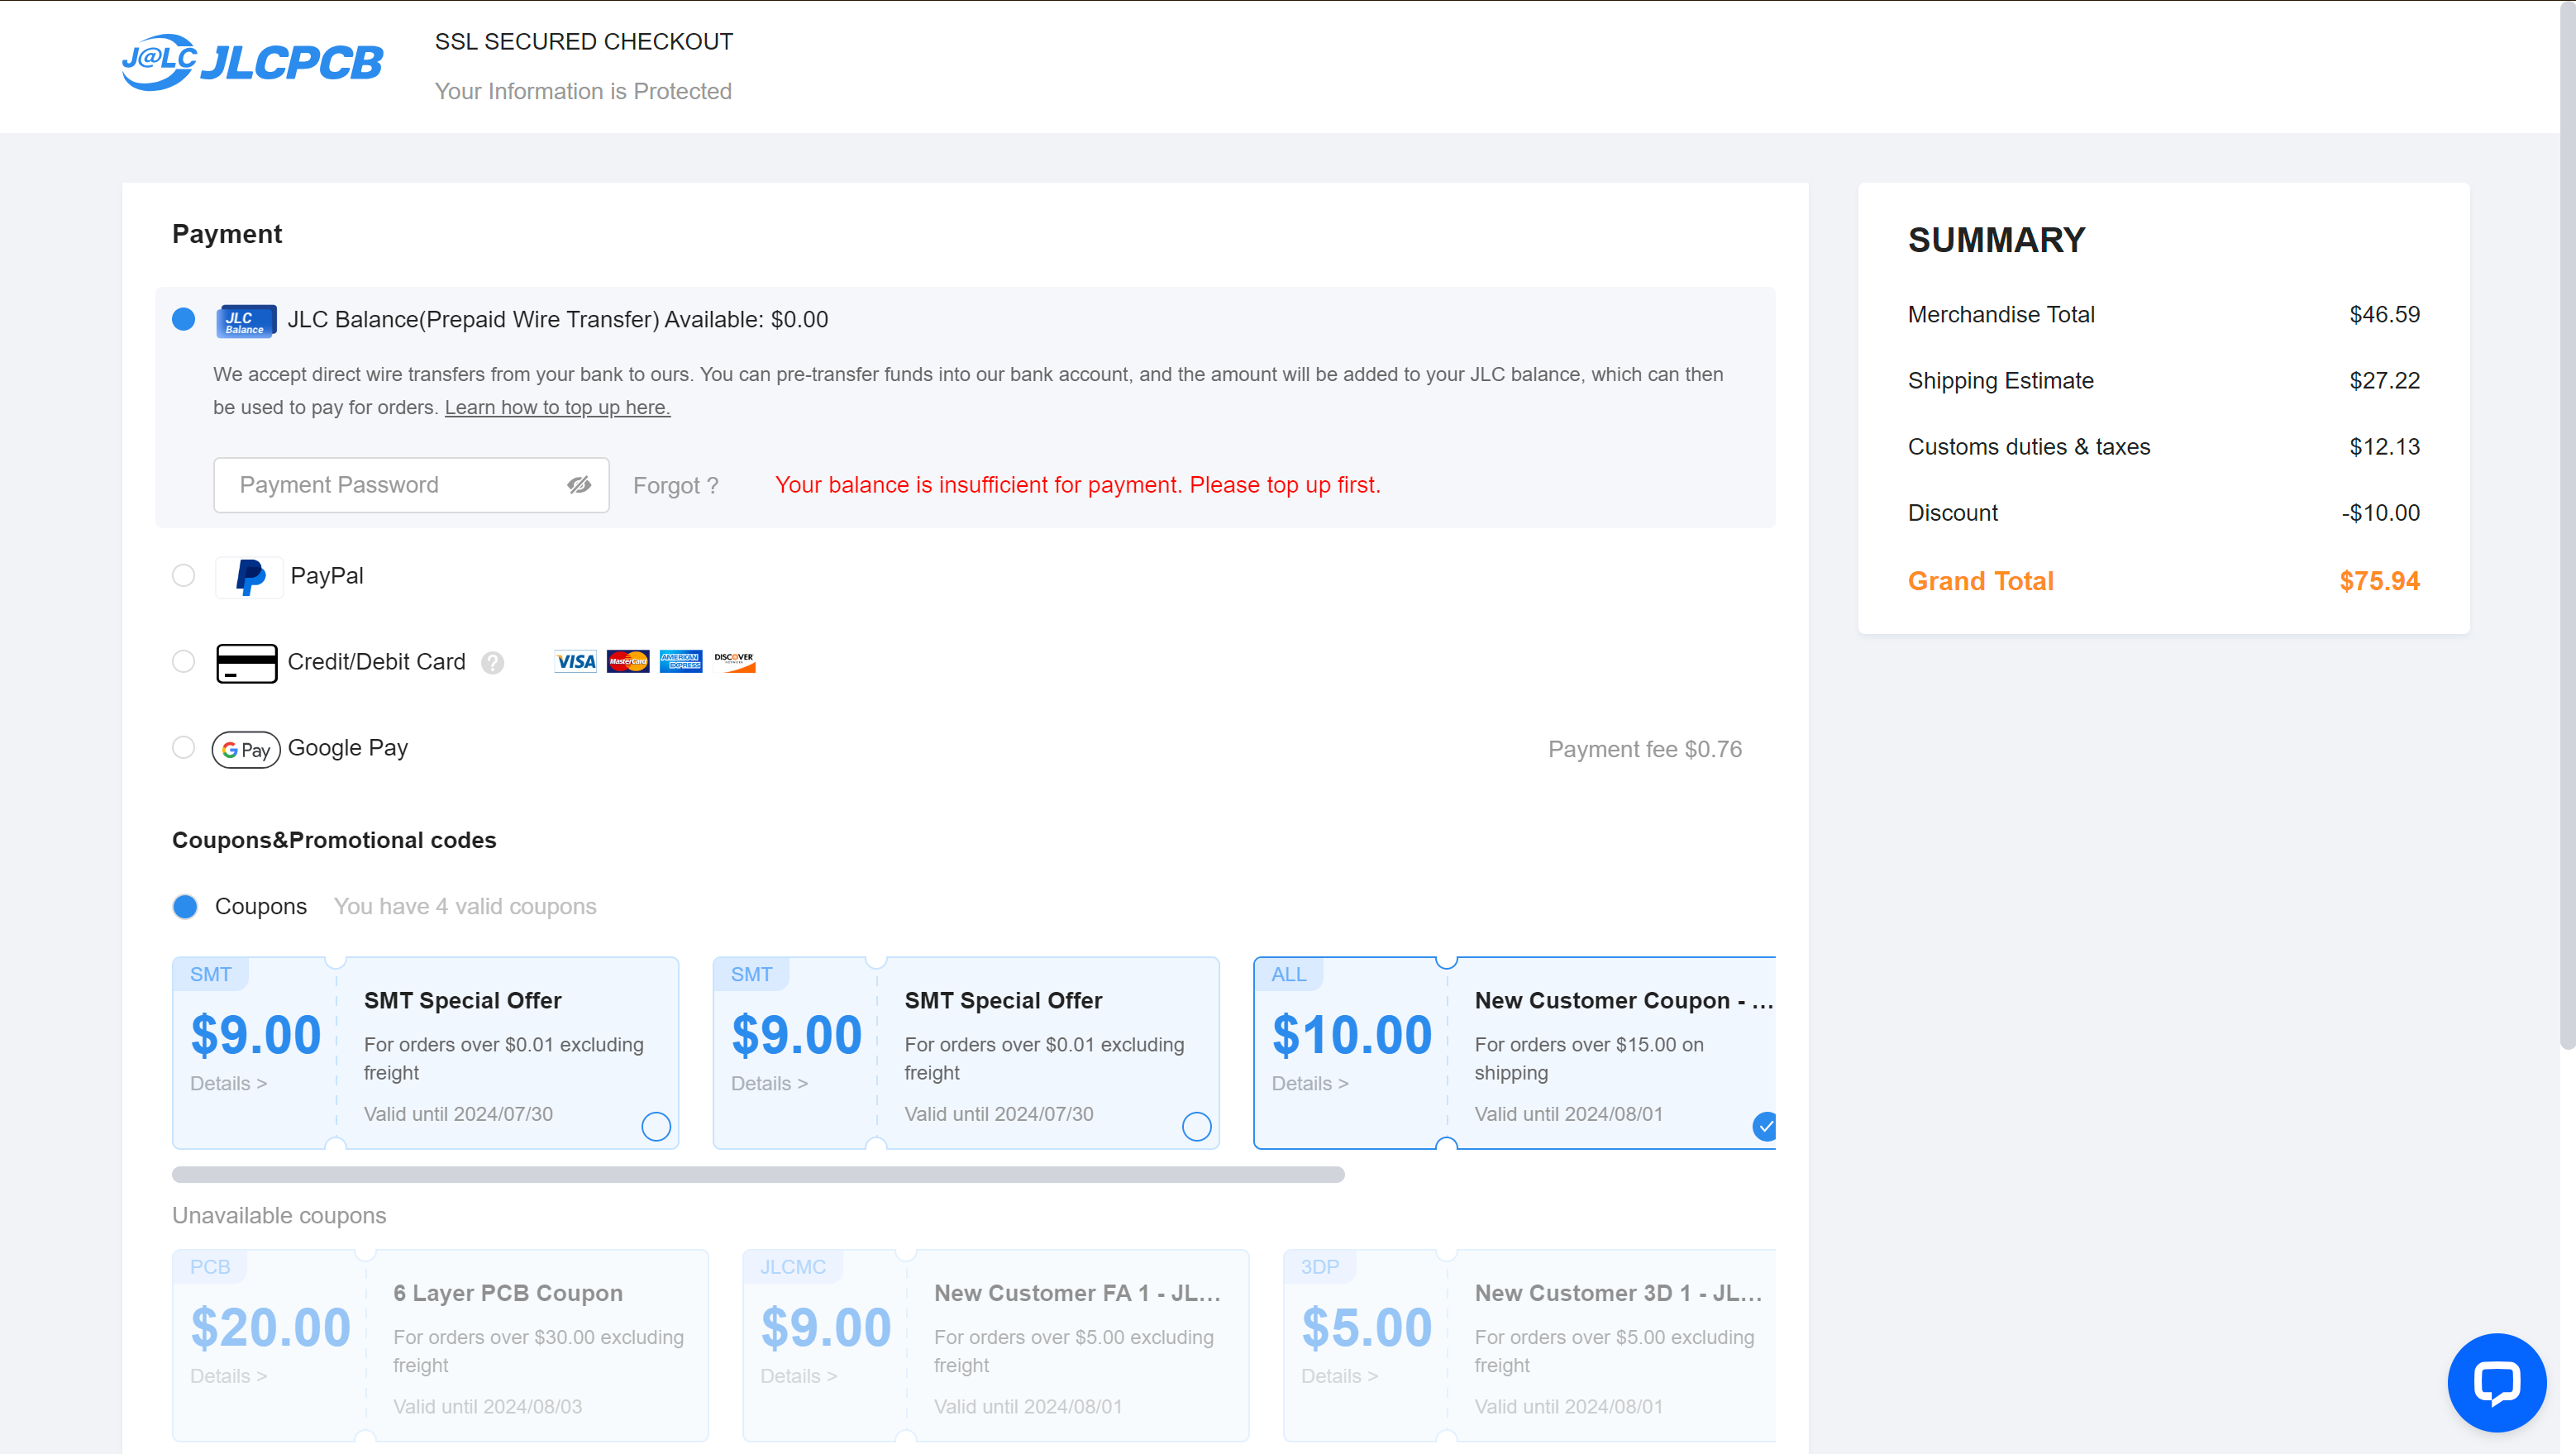 J@LC JLCPCB
SSL SECURED CHECKOUT
Your Information is Protected
Payment
JLC Balance
JLC Balance(Prepaid Wire Transfer) Available: $0.00
We accept direct wire transfers from your bank to ours. You can pre-transfer funds into our bank account, and the amount will be added to your JLC balance, which can then
be used to pay for orders. Learn how to top up here.
Payment Password
Forgot ?
Your balance is insufficient for payment. Please top up first.
PayPal
Credit/Debit Card ?
VISA MasterCard AMERICAN EXPRESS DISCOVER
G Pay Google Pay
Payment fee $0.76
Coupons&Promotional codes
Coupons You have 4 valid coupons
SMT
$9.00
Details >
SMT Special Offer
For orders over $0.01 excluding
freight
Valid until 2024/07/30
SMT
$9.00
Details >
SMT Special Offer
For orders over $0.01 excluding
freight
Valid until 2024/07/30
ALL
$10.00
Details >
New Customer Coupon - ...
For orders over $15.00 on
shipping
Valid until 2024/08/01
Unavailable coupons
PCB
$20.00
Details >
6 Layer PCB Coupon
For orders over $30.00 excluding
freight
Valid until 2024/08/03
JLCMC
$9.00
Details >
New Customer FA 1 - JL...
For orders over $5.00 excluding
freight
Valid until 2024/08/01
3DP
$5.00
Details >
New Customer 3D 1 - JL...
For orders over $5.00 excluding
freight
Valid until 2024/08/01
SUMMARY
Merchandise Total $46.59
Shipping Estimate $27.22
Customs duties & taxes $12.13
Discount -$10.00
Grand Total $75.94